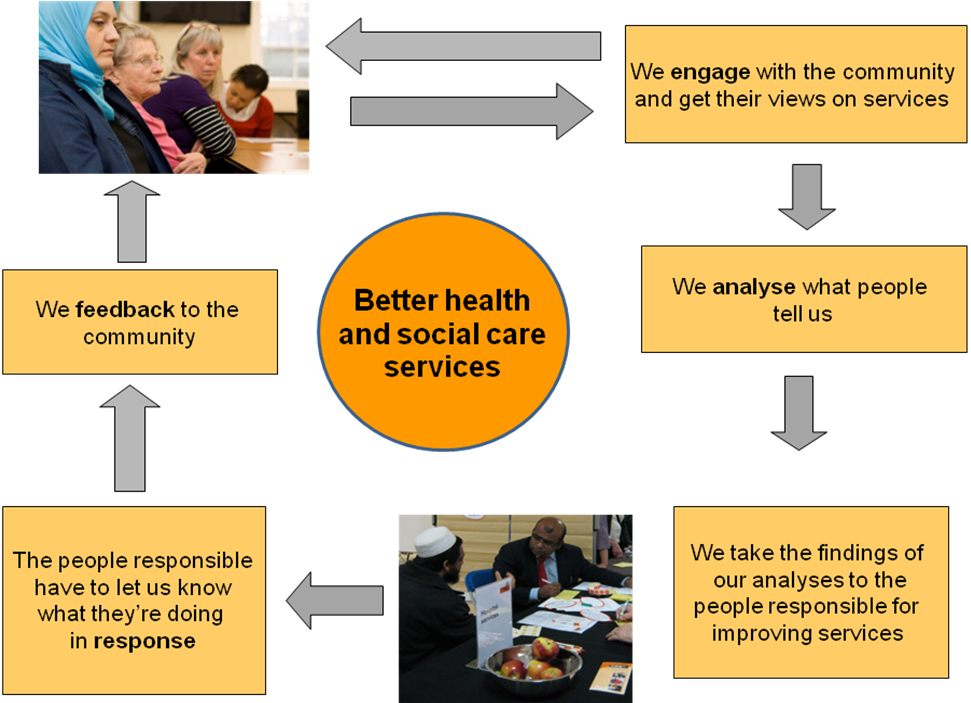 We engage with the community
and get their views on services
We analyse what people
tell us
We take the findings of
our analyses to the
people responsible for
improving services
The people responsible
have to let us know
what they’re doing
in response
We feedback to the
community
Better health
and social care
services